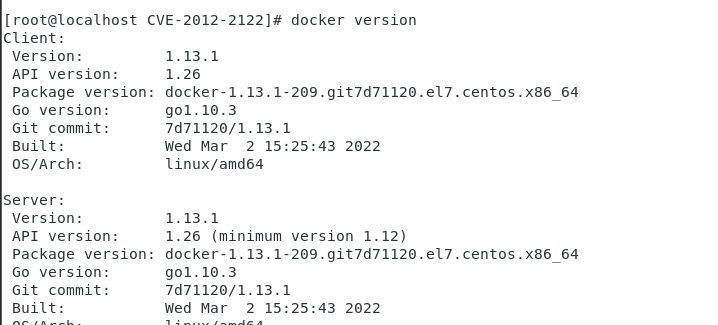 [root@localhost CVE-2012-2122]# docker version
Client:
 Version:         1.13.1
 API version:     1.26
 Package version: docker-1.13.1-209.git7d71120.el7.centos.x86_64
 Go version:      go1.10.3
 Git commit:      7d71120/1.13.1
 Built:           Wed Mar  2 15:25:43 2022
 OS/Arch:         linux/amd64

Server:
 Version:         1.13.1
 API version:     1.26 (minimum version 1.12)
 Package version: docker-1.13.1-209.git7d71120.el7.centos.x86_64
 Go version:      go1.10.3
 Git commit:      7d71120/1.13.1
 Built:           Wed Mar  2 15:25:43 2022
 OS/Arch:         linux/amd64